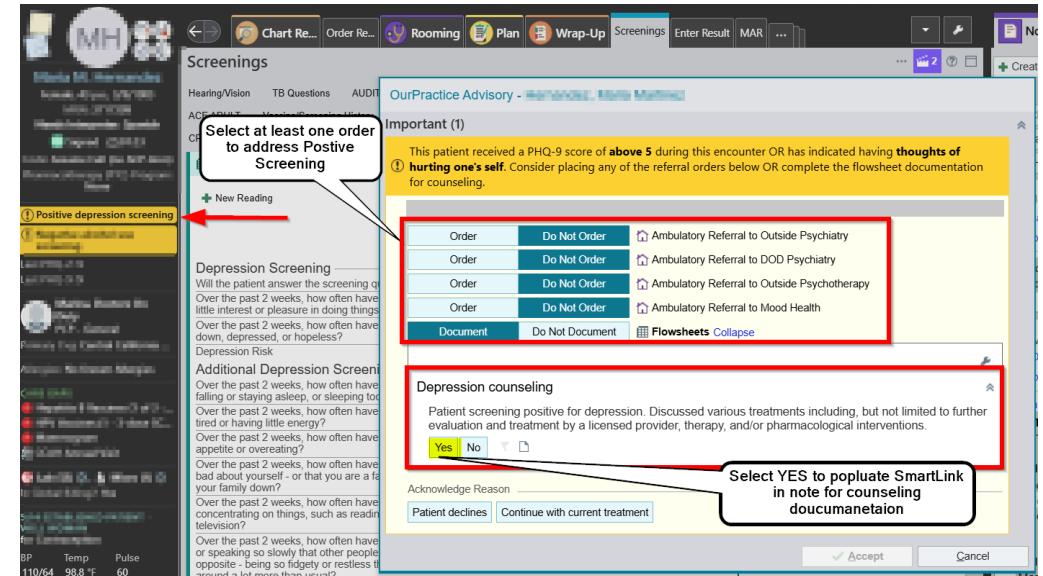 MH
Chart Re...
Order Re...
Rooming
Plan
Wrap-Up
Screenings
Enter Result
MAR
...
No
Screenings
... 2
+ Creat
Hearing/Vision
TB Questions
AUDIT
OurPractice Advisory -
Important (1)
Select at least one order
to address Postive
Screening
This patient received a PHQ-9 score of above 5 during this encounter OR has indicated having thoughts of
hurting one's self. Consider placing any of the referral orders below OR complete the flowsheet documentation
for counseling.
+ New Reading
Positive depression screening
Order Do Not Order Ambulatory Referral to Outside Psychiatry
Order Do Not Order Ambulatory Referral to DOD Psychiatry
Order Do Not Order Ambulatory Referral to Outside Psychotherapy
Order Do Not Order Ambulatory Referral to Mood Health
Document Do Not Document Flowsheets Collapse
Depression Screening
Will the patient answer the screening q
Over the past 2 weeks, how often have
little interest or pleasure in doing things
Over the past 2 weeks, how often have
down, depressed, or hopeless?
Depression Risk
Additional Depression Screeni
Over the past 2 weeks, how often have
falling or staying asleep, or sleeping too
Over the past 2 weeks, how often have
tired or having little energy?
Over the past 2 weeks, how often have
appetite or overeating?
Over the past 2 weeks, how often have
bad about yourself - or that you are a fa
your family down?
Over the past 2 weeks, how often have
concentrating on things, such as readin
television?
Over the past 2 weeks, how often have
or speaking so slowly that other people
opposite - being so fidgety or restless t
around a lot more than usual?
Depression counseling
Patient screening positive for depression. Discussed various treatments including, but not limited to further
evaluation and treatment by a licensed provider, therapy, and/or pharmacological interventions.
Yes No
Select YES to popluate SmartLink
in note for counseling
doucumanetaion
Acknowledge Reason
Patient declines
Continue with current treatment
Accept
Cancel
BP Temp Pulse
110/64 98.8 °F 60